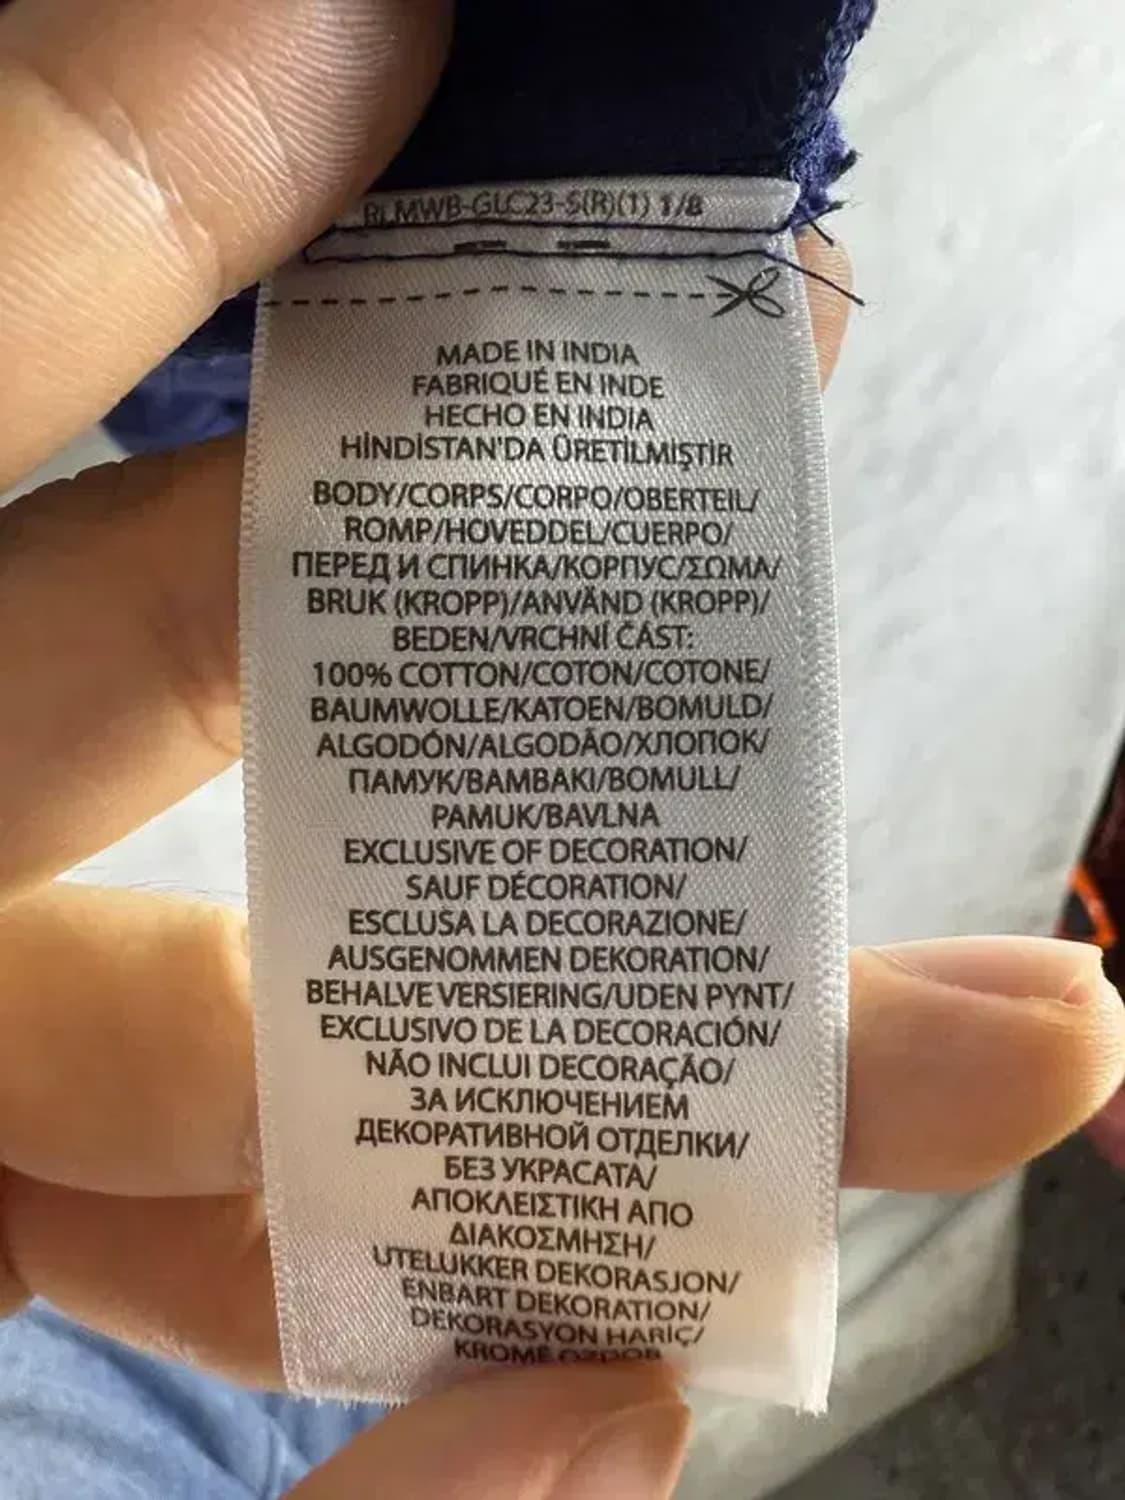 RLMWB-GLC23-S(R)(1) 1/8
MADE IN INDIA
FABRIQUÉ EN INDE
HECHO EN INDIA
HİNDİSTAN'DA ÜRETİLMİŞTİR
BODY/CORPS/CORPO/OBERTEIL/
ROMP/HOVEDDEL/CUERPO/
ПЕРЕД И СПИНКА/КОРПУС/ΣΩΜΑ/
BRUK (KROPP)/ANVÄND (KROPP)/
BEDEN/VRCHNÍ ČÁST:
100% COTTON/COTON/COTONE/
BAUMWOLLE/KATOEN/BOMULD/
ALGODÓN/ALGODÃO/ХЛОПОК/
ПАМУК/ΒΑΜΒΑΚΙ/BOMULL/
PAMUK/BAVLNA
EXCLUSIVE OF DECORATION/
SAUF DÉCORATION/
ESCLUSA LA DECORAZIONE/
AUSGENOMMEN DEKORATION/
BEHALVE VERSIERING/UDEN PYNT/
EXCLUSIVO DE LA DECORACIÓN/
NÃO INCLUI DECORAÇÃO/
ЗА ИСКЛЮЧЕНИЕМ
ДЕКОРАТИВНОЙ ОТДЕЛКИ/
БЕЗ УКРАСАТА/
ΑΠΟΚΛΕΙΣΤΙΚΗ ΑΠΟ
ΔΙΑΚΟΣΜΗΣΗ/
UTELUKKER DEKORASJON/
ENBART DEKORATION/
DEKORASYON HARİÇ/
KROMĚ OZDOB